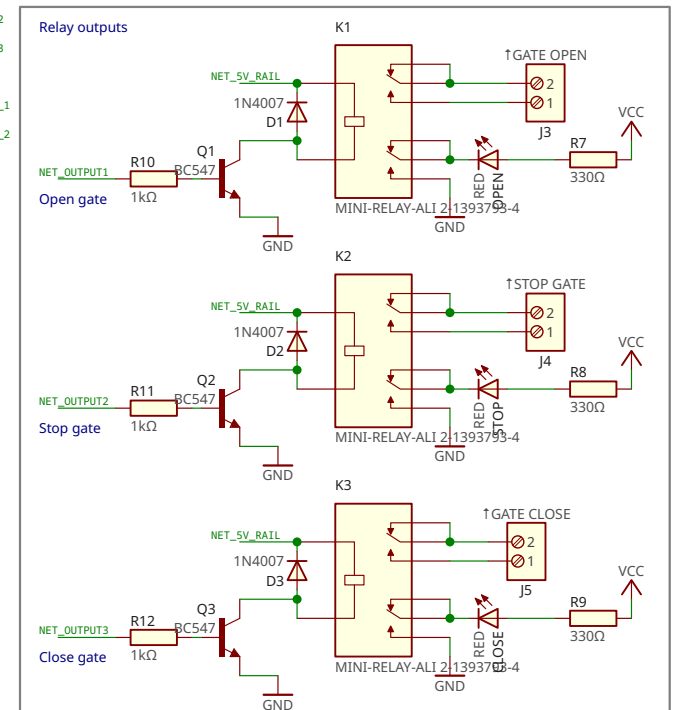 2
3
_1
_2
Relay outputs
K1
NET_5V_RAIL
1N4007
D1
↑GATE OPEN
2
1
J3
VCC
Q1
BC547
R10
NET_OUTPUT1
1kΩ
Open gate
R7
330Ω
RED
OPEN
MINI-RELAY-ALI 2-1393793-4
GND
GND
K2
NET_5V_RAIL
1N4007
D2
↑STOP GATE
2
1
J4
VCC
Q2
BC547
R11
NET_OUTPUT2
1kΩ
Stop gate
R8
330Ω
RED
STOP
MINI-RELAY-ALI 2-1393793-4
GND
GND
K3
NET_5V_RAIL
1N4007
D3
↑GATE CLOSE
2
1
J5
VCC
Q3
BC547
R12
NET_OUTPUT3
1kΩ
Close gate
R9
330Ω
RED
CLOSE
MINI-RELAY-ALI 2-1393793-4
GND
GND